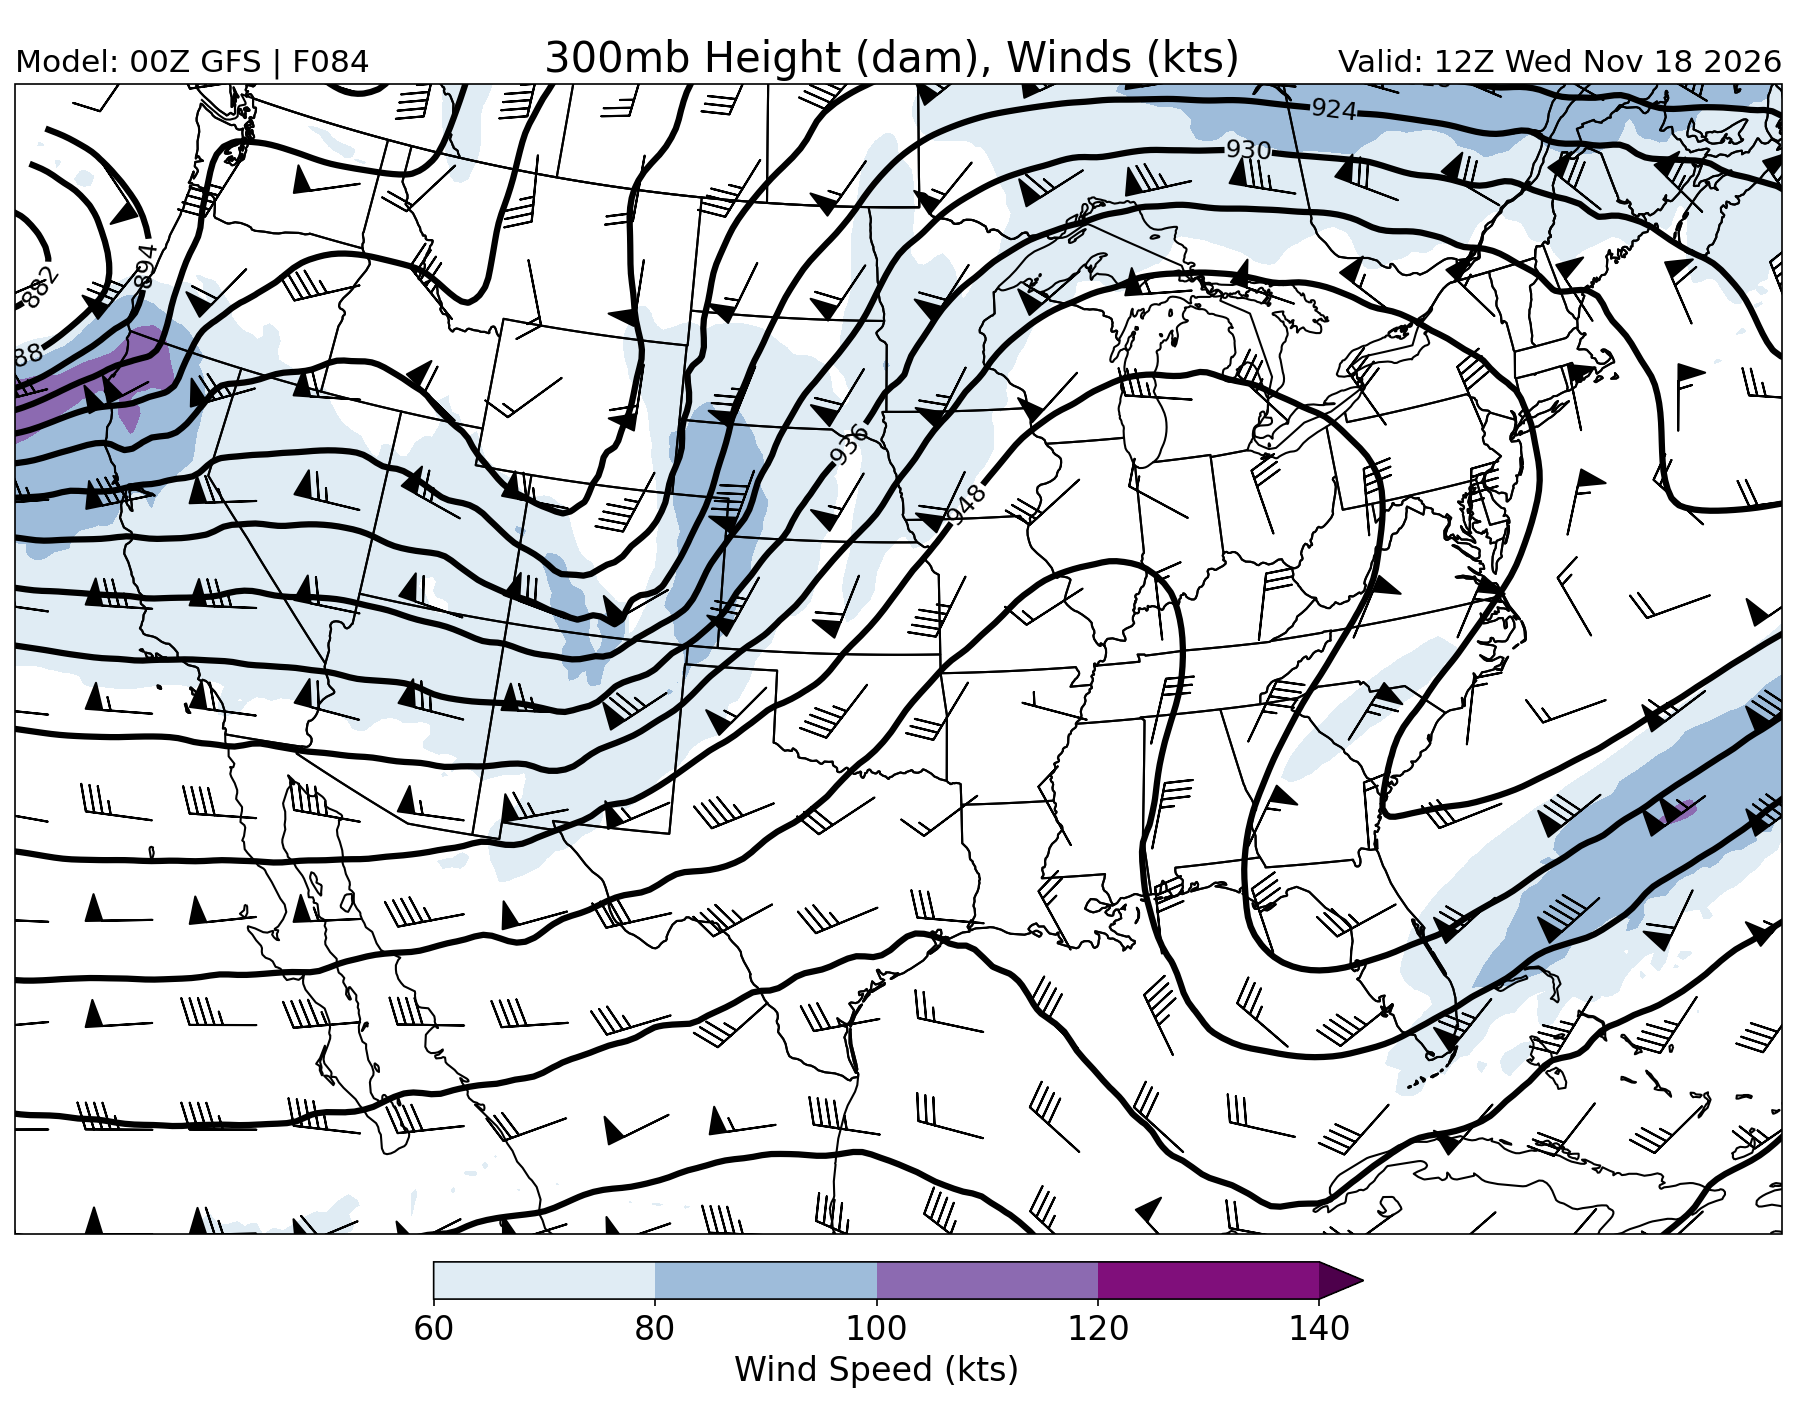 Model: 00Z GFS | F084
300mb Height (dam), Winds (kts)
Valid: 12Z Wed Nov 18 2026
924
930
894
882
88
936
948
60 80 100 120 140
Wind Speed (kts)